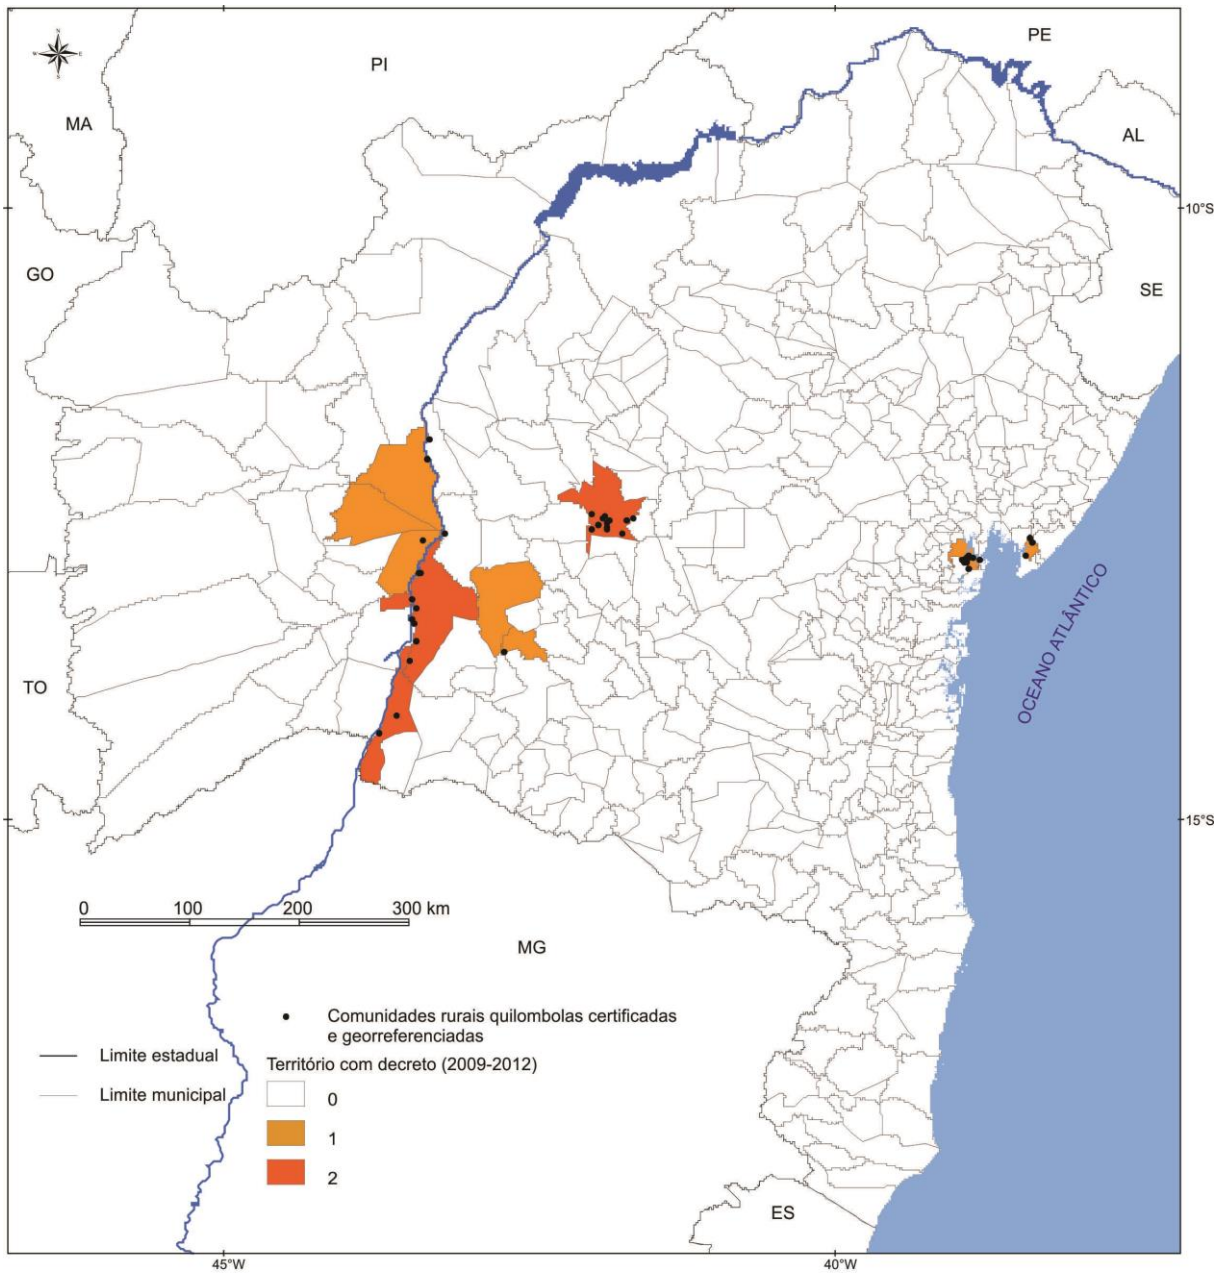 PE
PI
MA
AL
10°S
GO
SE
OCEANO ATLÂNTICO
TO
15°S
0 100 200 300 km
MG
Comunidades rurais quilombolas certificadas
e georreferenciadas
Limite estadual
Território com decreto (2009-2012)
Limite municipal
0
1
2
ES
45°W
40°W